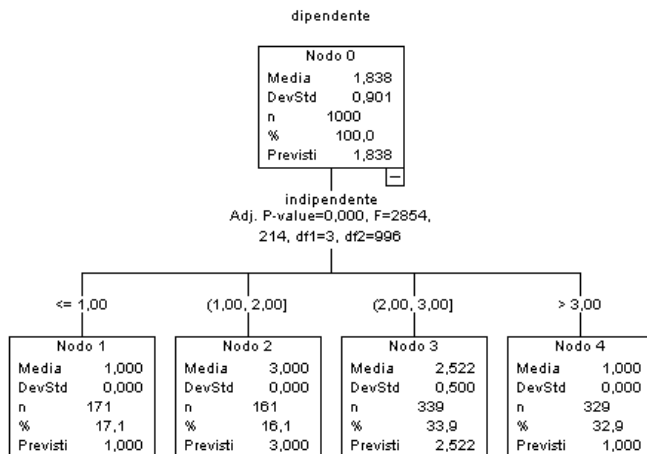 dipendente
Nodo 0
Media 1,838
DevStd 0,901
n 1000
% 100,0
Previsti 1,838
indipendente
Adj. P-value=0,000, F=2854,
214, df1=3, df2=996
<= 1,00
(1,00, 2,00]
(2,00, 3,00]
> 3,00
Nodo 1
Media 1,000
DevStd 0,000
n 171
% 17,1
Previsti 1,000
Nodo 2
Media 3,000
DevStd 0,000
n 161
% 16,1
Previsti 3,000
Nodo 3
Media 2,522
DevStd 0,500
n 339
% 33,9
Previsti 2,522
Nodo 4
Media 1,000
DevStd 0,000
n 329
% 32,9
Previsti 1,000